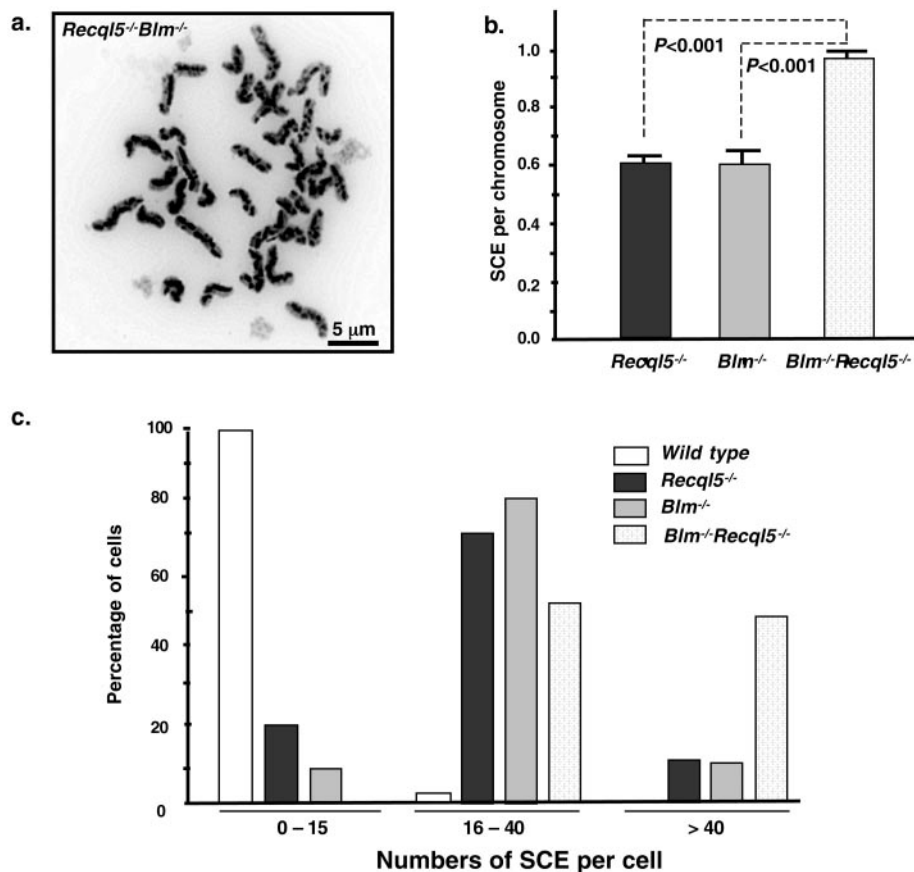 a.
Recql5-/-Blm-/-
5 μm
b.
SCE per chromosome
1.0
0.8
0.6
0.4
0.2
0.0
P<0.001
P<0.001
Recql5-/- Blm-/- Blm-/-Recql5-/-
c.
Percentage of cells
100
80
60
40
20
0
Wild type
Recql5-/-
Blm-/-
Blm-/-Recql5-/-
0 – 15 16 – 40 > 40
Numbers of SCE per cell